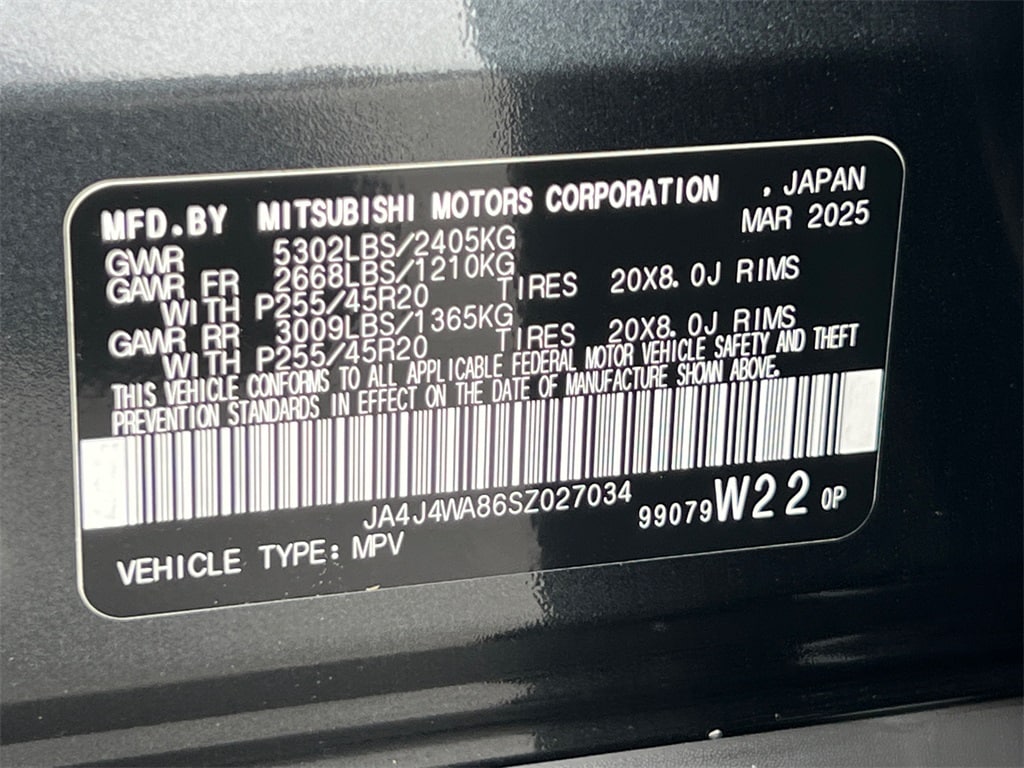 MFD.BY MITSUBISHI MOTORS CORPORATION , JAPAN
MAR 2025
GVWR 5302LBS/2405KG
GAWR FR 2668LBS/1210KG
WITH P255/45R20 TIRES 20X8.0J RIMS
GAWR RR 3009LBS/1365KG
WITH P255/45R20 TIRES 20X8.0J RIMS
THIS VEHICLE CONFORMS TO ALL APPLICABLE FEDERAL MOTOR VEHICLE SAFETY AND THEFT
PREVENTION STANDARDS IN EFFECT ON THE DATE OF MANUFACTURE SHOWN ABOVE.
JA4J4WA86SZ027034
99079W22 0P
VEHICLE TYPE: MPV